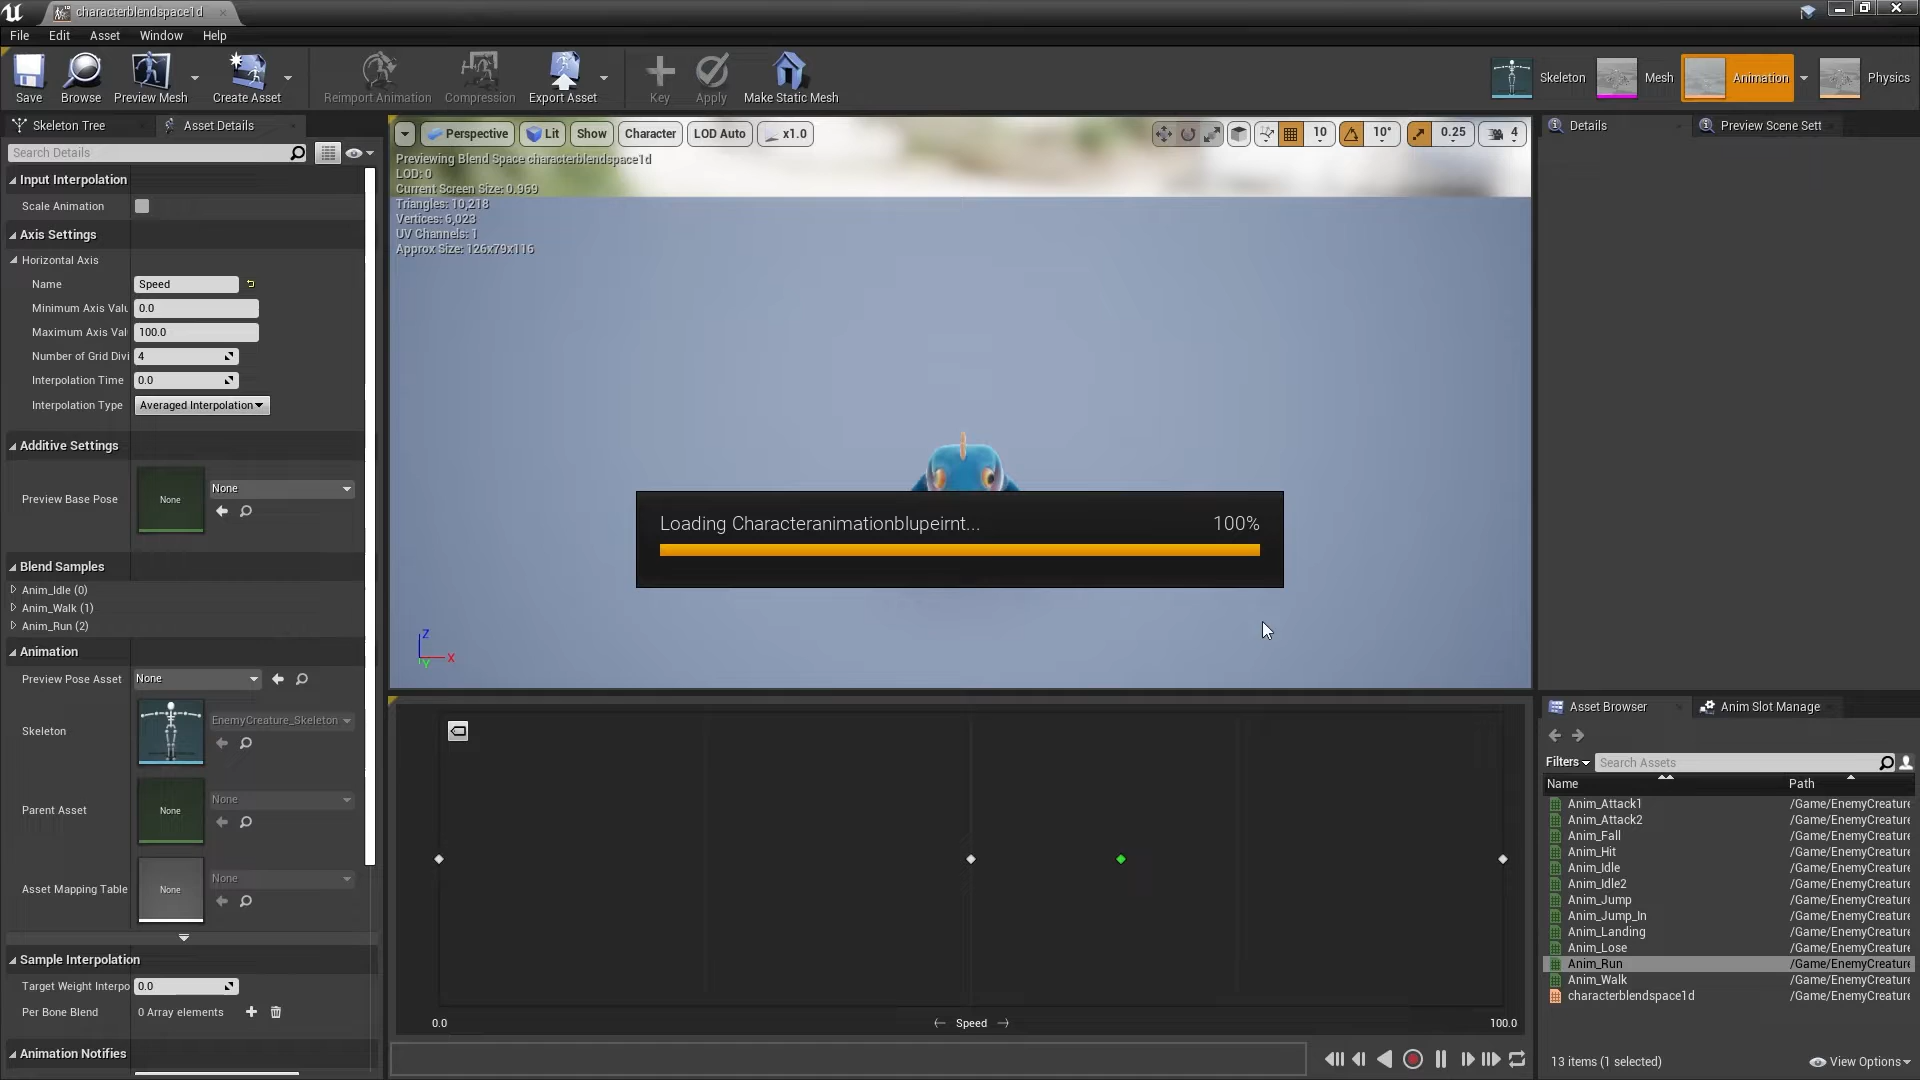 characterblendspace1d
File Edit Asset Window Help
Save Browse Preview Mesh Create Asset Reimport Animation Compression Export Asset Key Apply Make Static Mesh Skeleton Mesh Animation Physics
Skeleton Tree Asset Details
Search Details
Input Interpolation
Scale Animation
Axis Settings
Horizontal Axis
Name Speed
Minimum Axis Valu 0.0
Maximum Axis Val 100.0
Number of Grid Divi 4
Interpolation Time 0.0
Interpolation Type Averaged Interpolation
Additive Settings
Preview Base Pose None None
Blend Samples
Anim_Idle (0)
Anim_Walk (1)
Anim_Run (2)
Animation
Preview Pose Asset None
Skeleton EnemyCreature_Skeleton
Parent Asset None None
Asset Mapping Table None None
Sample Interpolation
Target Weight Interpo 0.0
Per Bone Blend 0 Array elements
Animation Notifies
Perspective Lit Show Character LOD Auto x1.0 10 10° 0.25 4
Previewing Blend Space characterblendspace1d
LOD: 0
Current Screen Size: 0.969
Triangles: 10,218
Vertices: 6,023
UV Channels: 1
Approx Size: 126x79x116
Loading Characteranimationblupeirnt... 100%
Z
X
Y
0.0 Speed 100.0
Details Preview Scene Sett
Asset Browser Anim Slot Manage
Filters Search Assets
Name Path
Anim_Attack1 /Game/EnemyCreature
Anim_Attack2 /Game/EnemyCreature
Anim_Fall /Game/EnemyCreature
Anim_Hit /Game/EnemyCreature
Anim_Idle /Game/EnemyCreature
Anim_Idle2 /Game/EnemyCreature
Anim_Jump /Game/EnemyCreature
Anim_Jump_In /Game/EnemyCreature
Anim_Landing /Game/EnemyCreature
Anim_Lose /Game/EnemyCreature
Anim_Run /Game/EnemyCreature
Anim_Walk /Game/EnemyCreature
characterblendspace1d /Game/EnemyCreature
13 items (1 selected) View Options